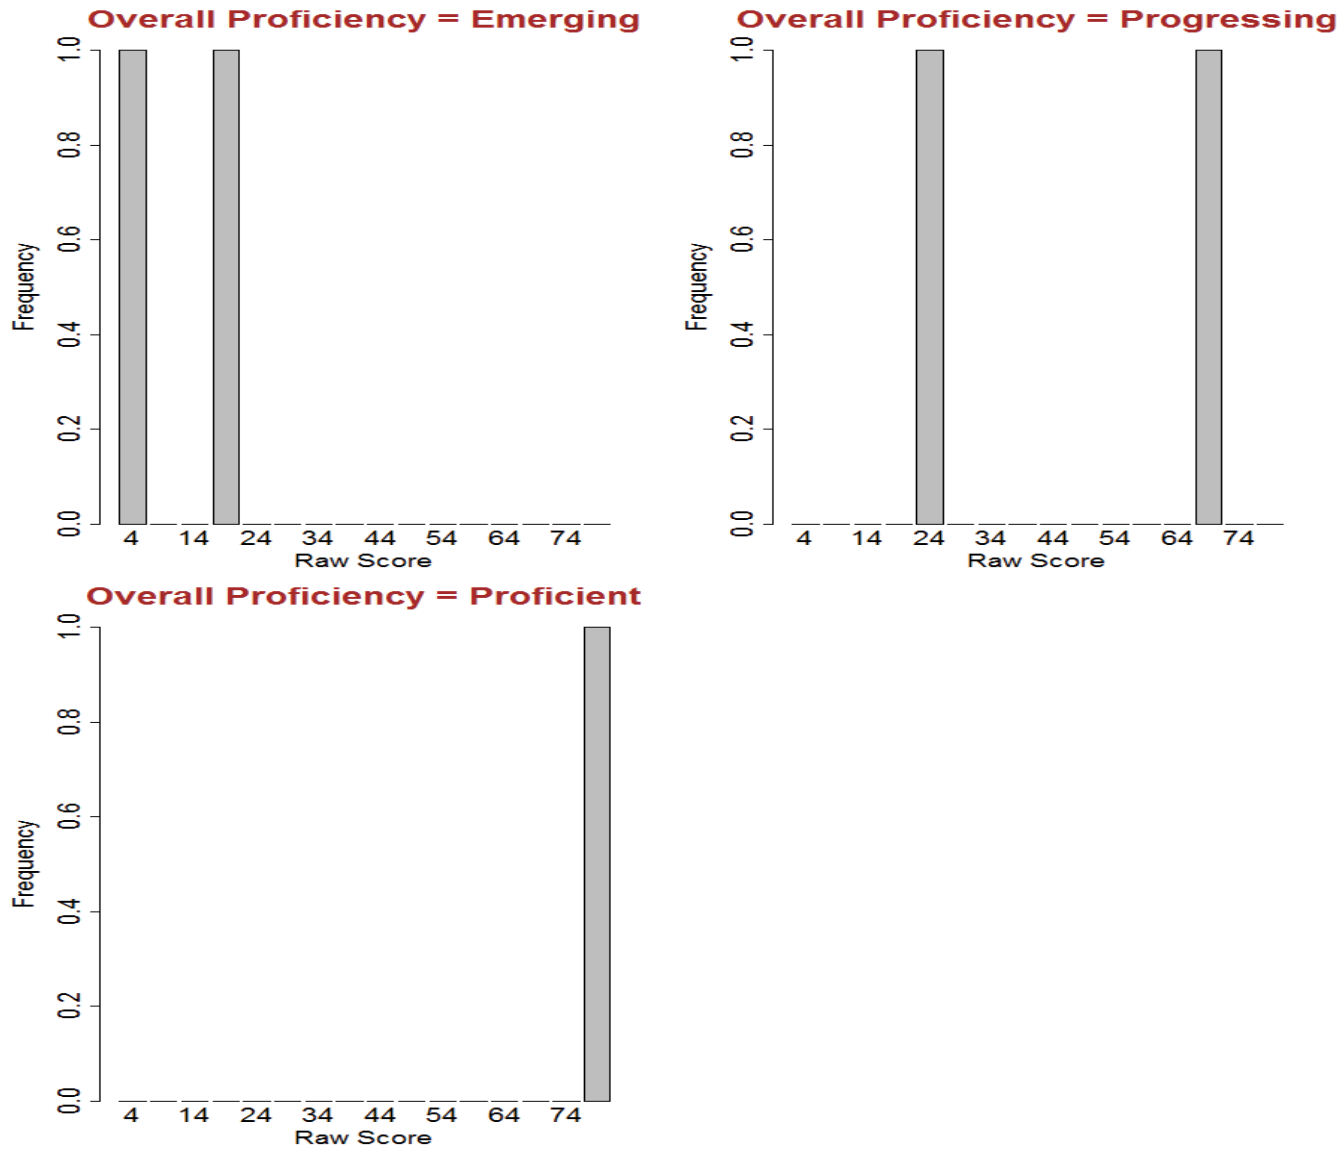 Overall Proficiency = Emerging
1.0
0.8
0.6
0.4
0.2
0.0
Frequency
4 14 24 34 44 54 64 74
Raw Score
Overall Proficiency = Progressing
1.0
0.8
0.6
0.4
0.2
0.0
Frequency
4 14 24 34 44 54 64 74
Raw Score
Overall Proficiency = Proficient
1.0
0.8
0.6
0.4
0.2
0.0
Frequency
4 14 24 34 44 54 64 74
Raw Score